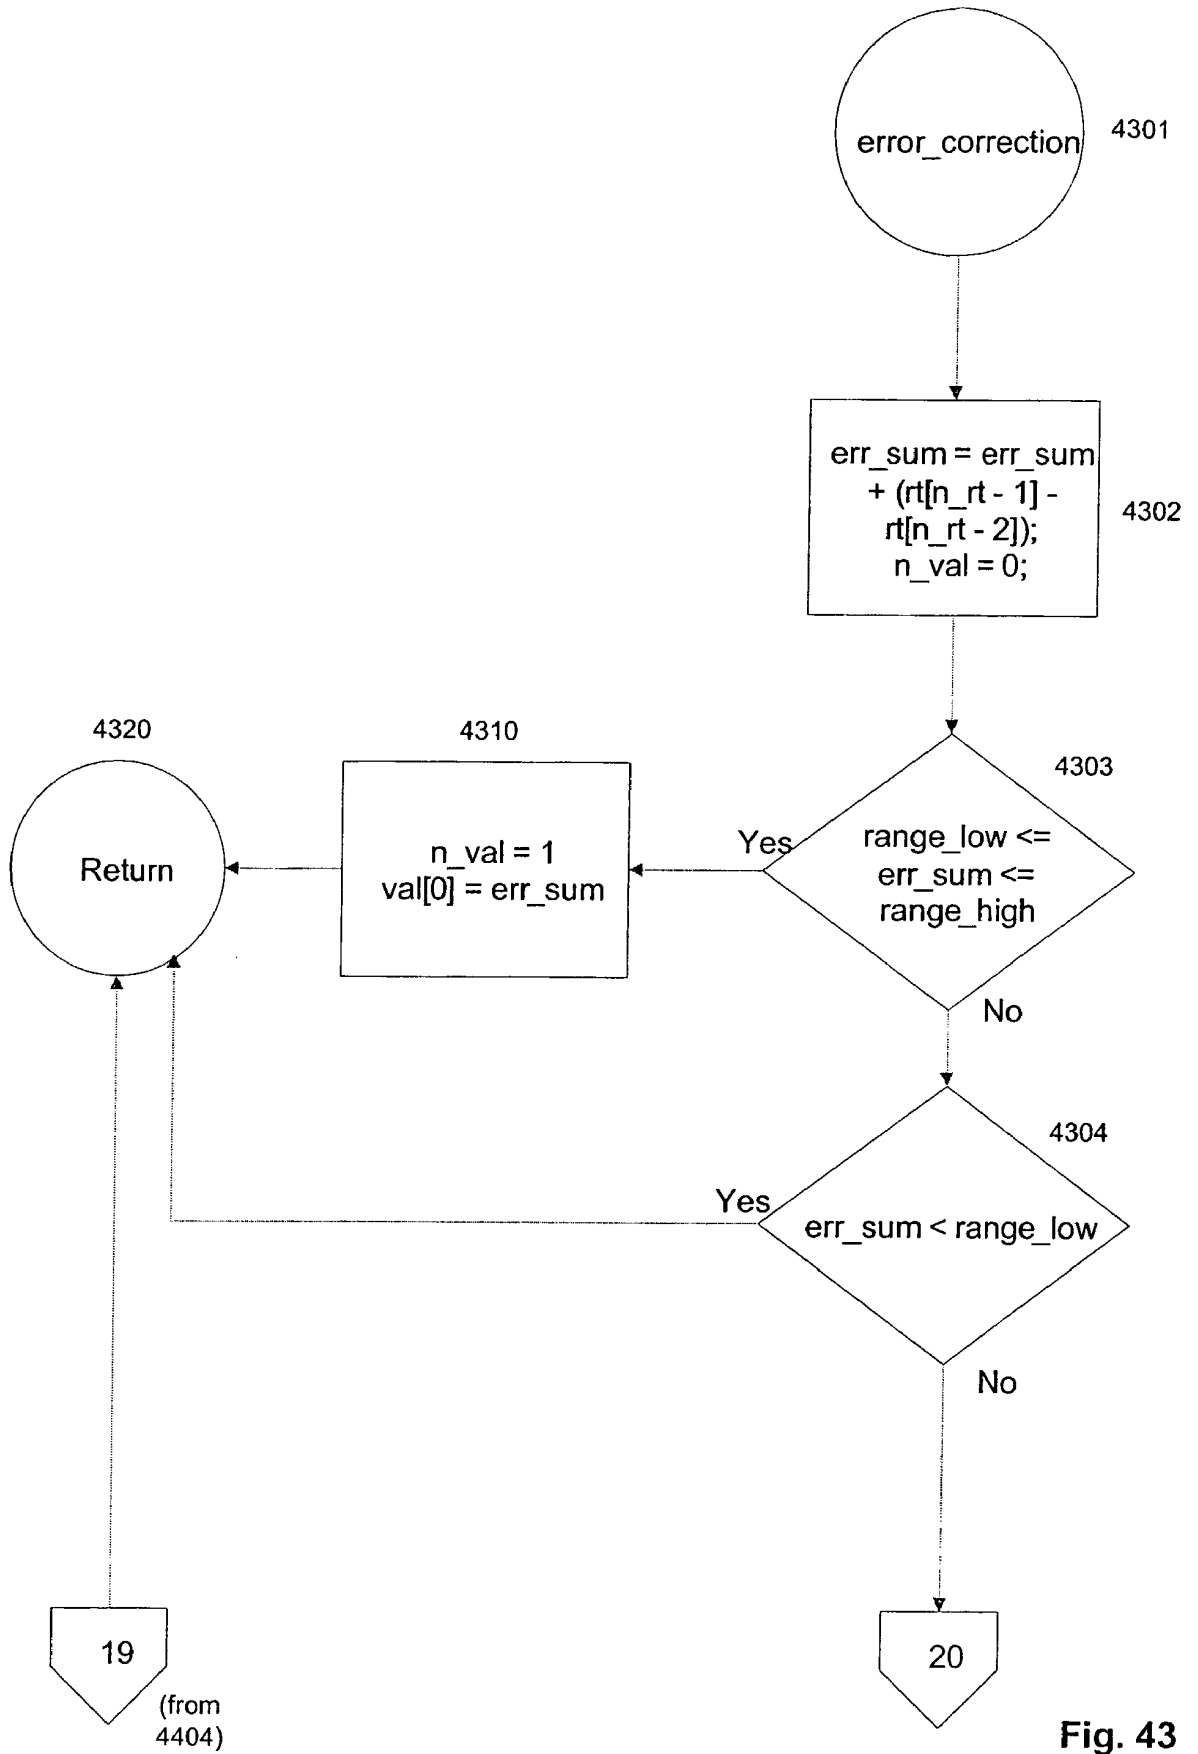 error_correction
4301
err_sum = err_sum
+ (rt[n_rt - 1] -
rt[n_rt - 2]);
n_val = 0;
4302
4320
4310
4303
Return
n_val = 1
val[0] = err_sum
Yes
range_low <=
err_sum <=
range_high
No
4304
Yes
err_sum < range_low
No
19
(from
4404)
20
Fig. 43